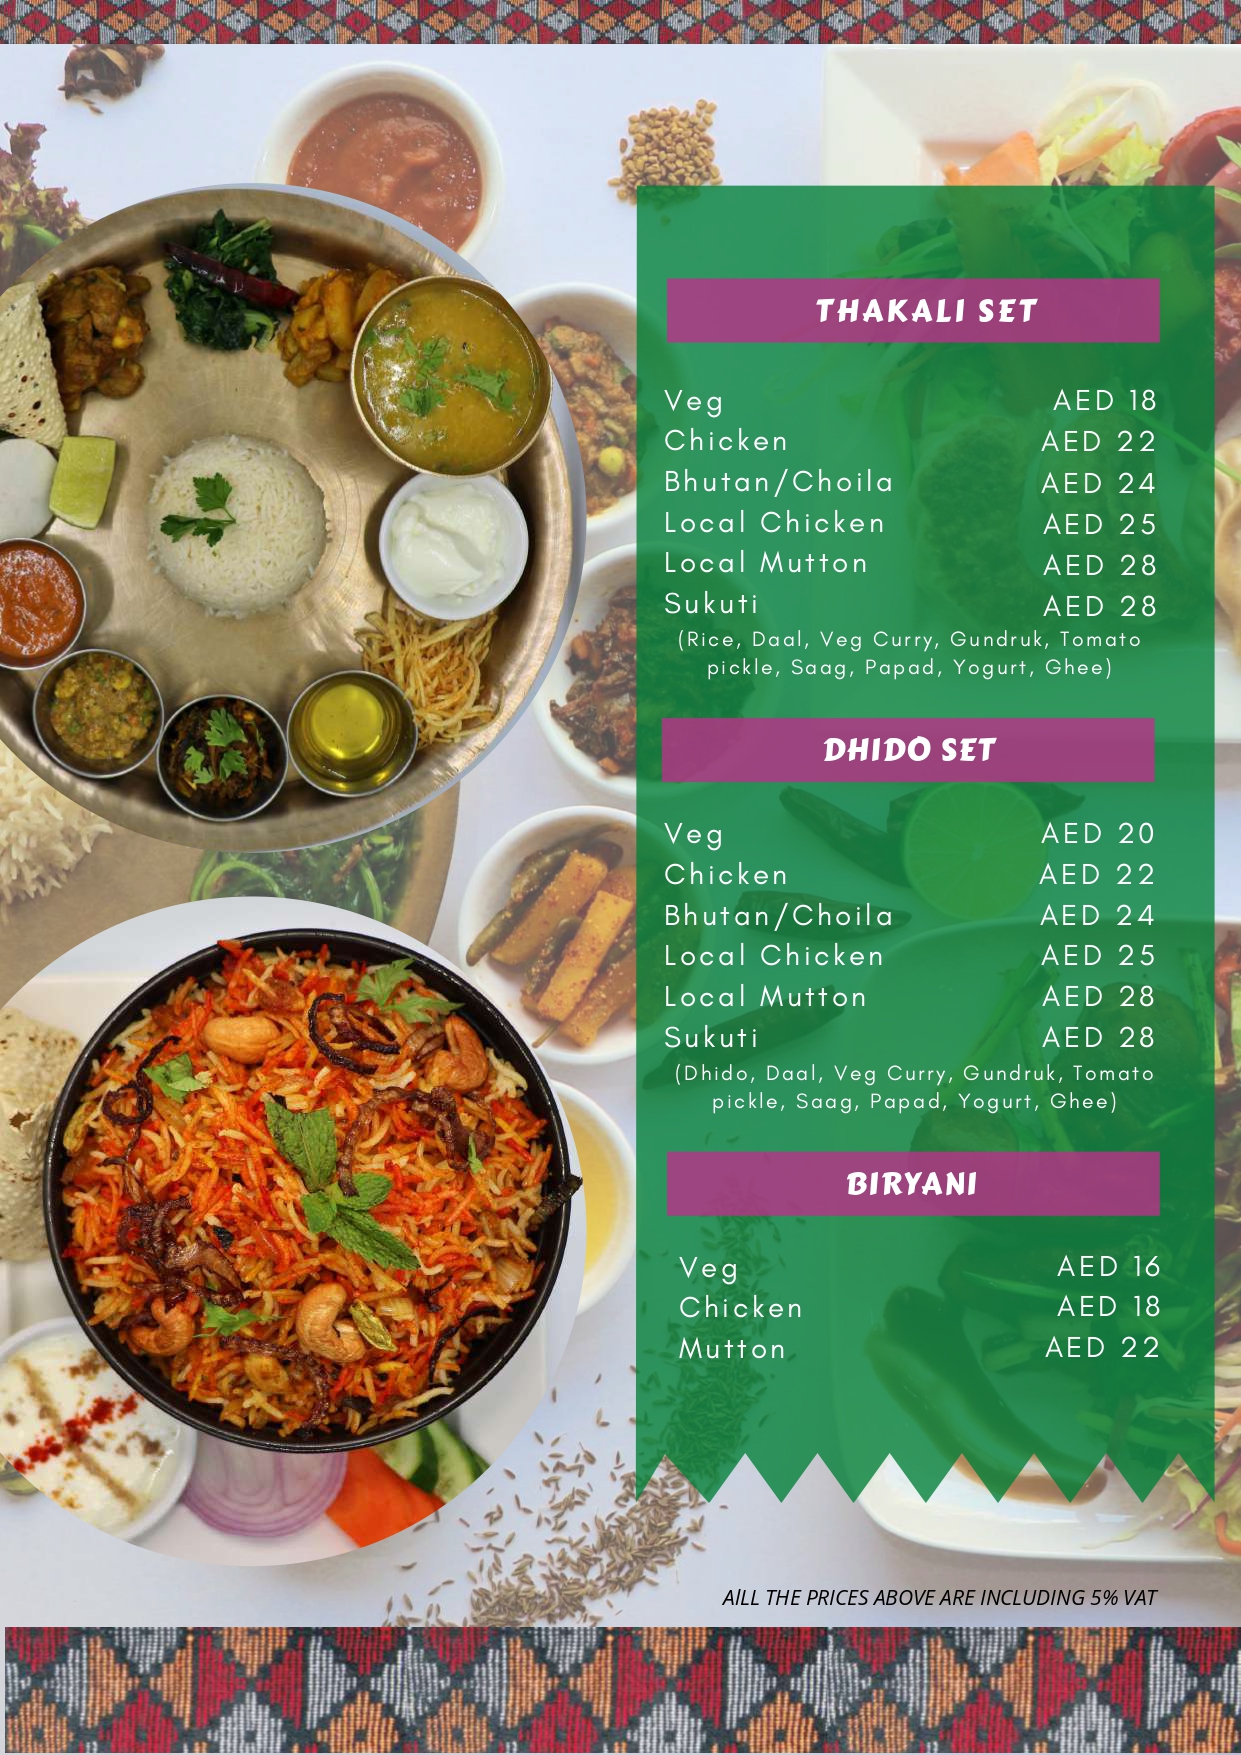 THAKALI SET
Veg AED 18
Chicken AED 22
Bhutan/Choila AED 24
Local Chicken AED 25
Local Mutton AED 28
Sukuti AED 28
(Rice, Daal, Veg Curry, Gundruk, Tomato
pickle, Saag, Papad, Yogurt, Ghee)
DHIDO SET
Veg AED 20
Chicken AED 22
Bhutan/Choila AED 24
Local Chicken AED 25
Local Mutton AED 28
Sukuti AED 28
(Dhido, Daal, Veg Curry, Gundruk, Tomato
pickle, Saag, Papad, Yogurt, Ghee)
BIRYANI
Veg AED 16
Chicken AED 18
Mutton AED 22
AlLL THE PRICES ABOVE ARE INCLUDING 5% VAT